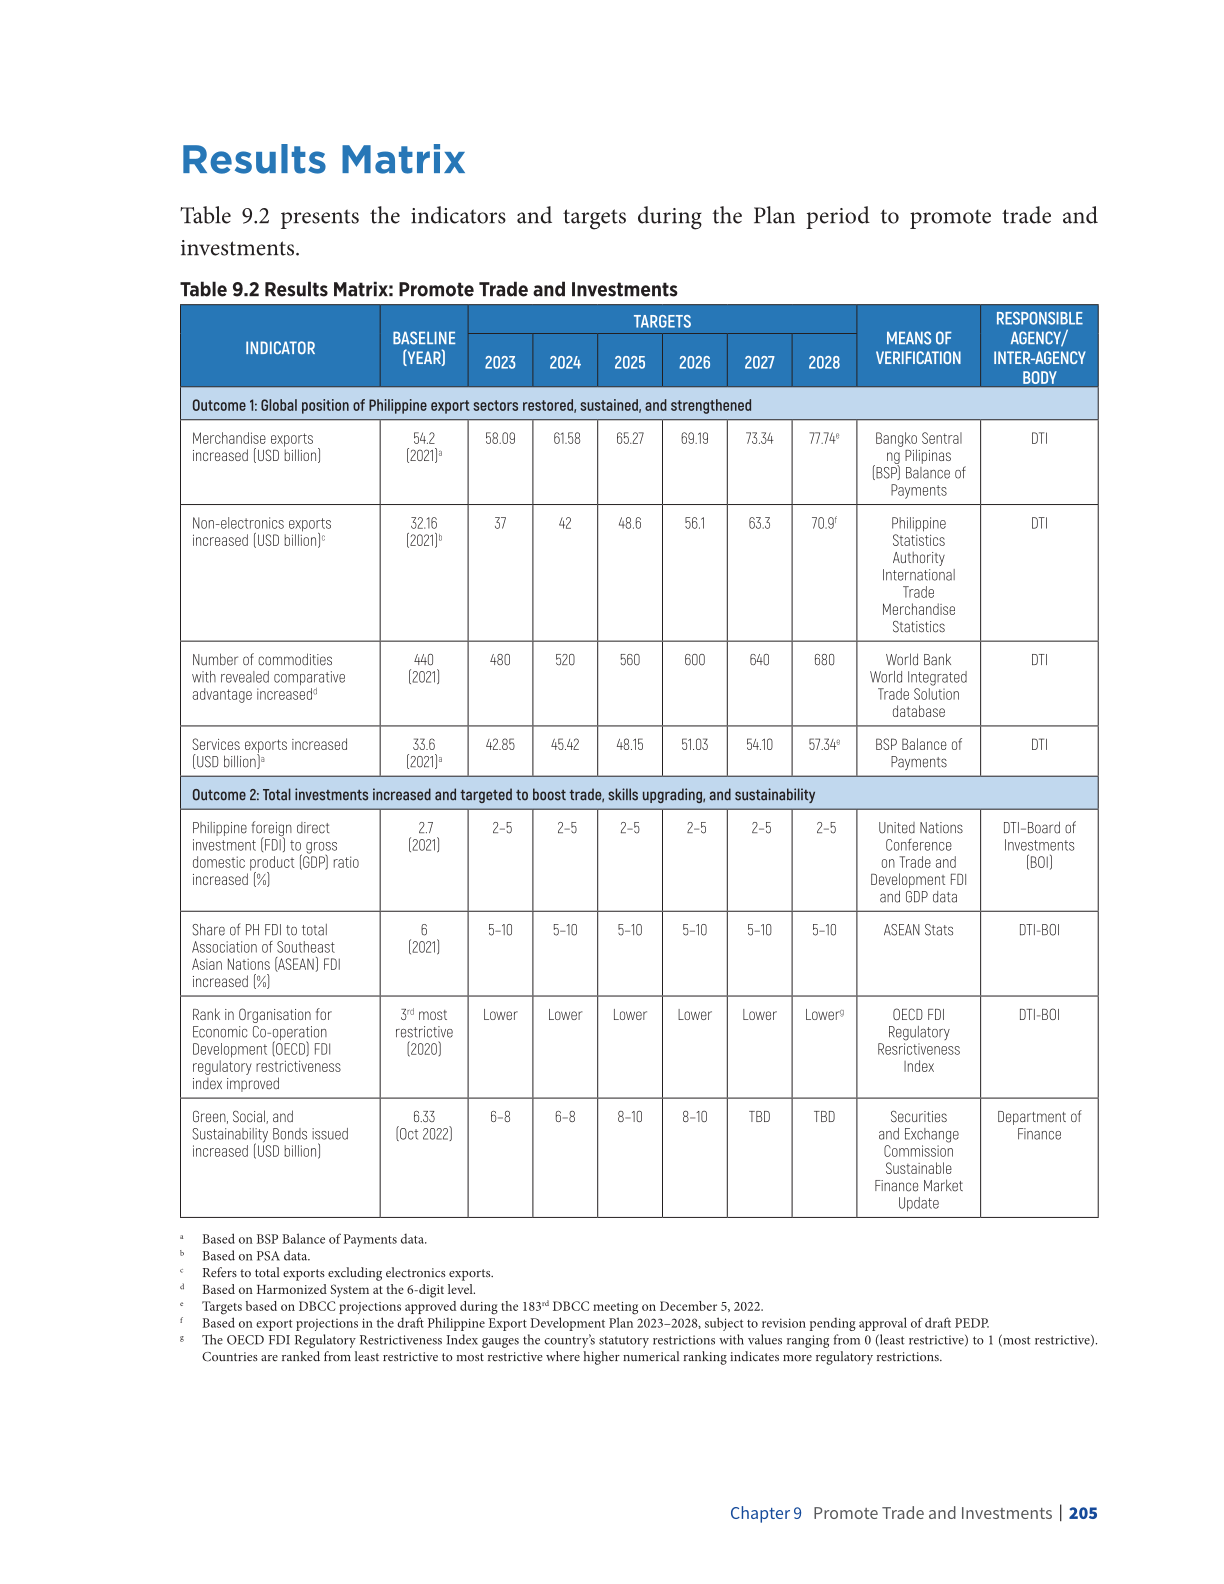 Results Matrix
Table 9.2 presents the indicators and targets during the Plan period to promote trade and
investments.
Table 9.2 Results Matrix: Promote Trade and Investments
INDICATOR
BASELINE
(YEAR)
TARGETS
2023 2024 2025 2026 2027 2028
MEANS OF
VERIFICATION
RESPONSIBLE
AGENCY/
INTER-AGENCY
BODY
Outcome 1: Global position of Philippine export sectors restored, sustained, and strengthened
Merchandise exports 54.2 58.09 61.58 65.27 69.19 73.34 77.74ᵉ Bangko Sentral DTI
increased (USD billion) (2021)ᵃ ng Pilipinas
(BSP) Balance of
Payments
Non-electronics exports 32.16 37 42 48.6 56.1 63.3 70.9ᶠ Philippine DTI
increased (USD billion)ᶜ (2021)ᵇ Statistics
Authority
International
Trade
Merchandise
Statistics
Number of commodities 440 480 520 560 600 640 680 World Bank DTI
with revealed comparative (2021) World Integrated
advantage increasedᵈ Trade Solution
database
Services exports increased 33.6 42.85 45.42 48.15 51.03 54.10 57.34ᵉ BSP Balance of DTI
(USD billion)ᵃ (2021)ᵃ Payments
Outcome 2: Total investments increased and targeted to boost trade, skills upgrading, and sustainability
Philippine foreign direct 2.7 2–5 2–5 2–5 2–5 2–5 2–5 United Nations DTI–Board of
investment (FDI) to gross (2021) Conference Investments
domestic product (GDP) ratio on Trade and (BOI)
increased (%) Development FDI
and GDP data
Share of PH FDI to total 6 5–10 5–10 5–10 5–10 5–10 5–10 ASEAN Stats DTI-BOI
Association of Southeast (2021)
Asian Nations (ASEAN) FDI
increased (%)
Rank in Organisation for 3ʳᵈ most Lower Lower Lower Lower Lower Lowerᵍ OECD FDI DTI-BOI
Economic Co-operation restrictive Regulatory
Development (OECD) FDI (2020) Resrictiveness
regulatory restrictiveness Index
index improved
Green, Social, and 6.33 6–8 6–8 8–10 8–10 TBD TBD Securities Department of
Sustainability Bonds issued (Oct 2022) and Exchange Finance
increased (USD billion) Commission
Sustainable
Finance Market
Update
ᵃ Based on BSP Balance of Payments data.
ᵇ Based on PSA data.
ᶜ Refers to total exports excluding electronics exports.
ᵈ Based on Harmonized System at the 6-digit level.
ᵉ Targets based on DBCC projections approved during the 183ʳᵈ DBCC meeting on December 5, 2022.
ᶠ Based on export projections in the draft Philippine Export Development Plan 2023–2028, subject to revision pending approval of draft PEDP.
ᵍ The OECD FDI Regulatory Restrictiveness Index gauges the country's statutory restrictions with values ranging from 0 (least restrictive) to 1 (most restrictive).
Countries are ranked from least restrictive to most restrictive where higher numerical ranking indicates more regulatory restrictions.
Chapter 9 Promote Trade and Investments | 205